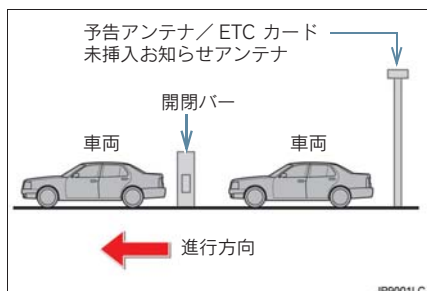 予告アンテナ／ETC カード
未挿入お知らせアンテナ
開閉バー
車両
車両
進行方向
JP9001LC